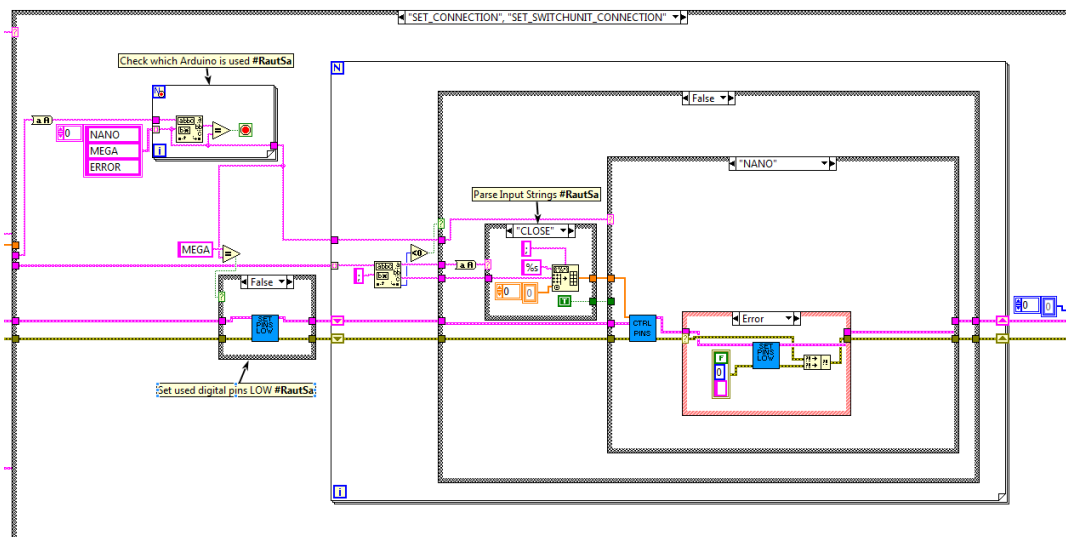 "SET_CONNECTION", "SET_SWITCHUNIT_CONNECTION"
Check which Arduino is used #RautSa
N
N
a A
0
NANO
MEGA
ERROR
=
i
False
"NANO"
Parse Input Strings #RautSa
"CLOSE"
MEGA
=
<0
a A
:
%s
:
0
0
T
False
SET PINS LOW
CTRL PINS
Error
SET PINS LOW
F
0
0
0
Set used digital pins LOW #RautSa
i